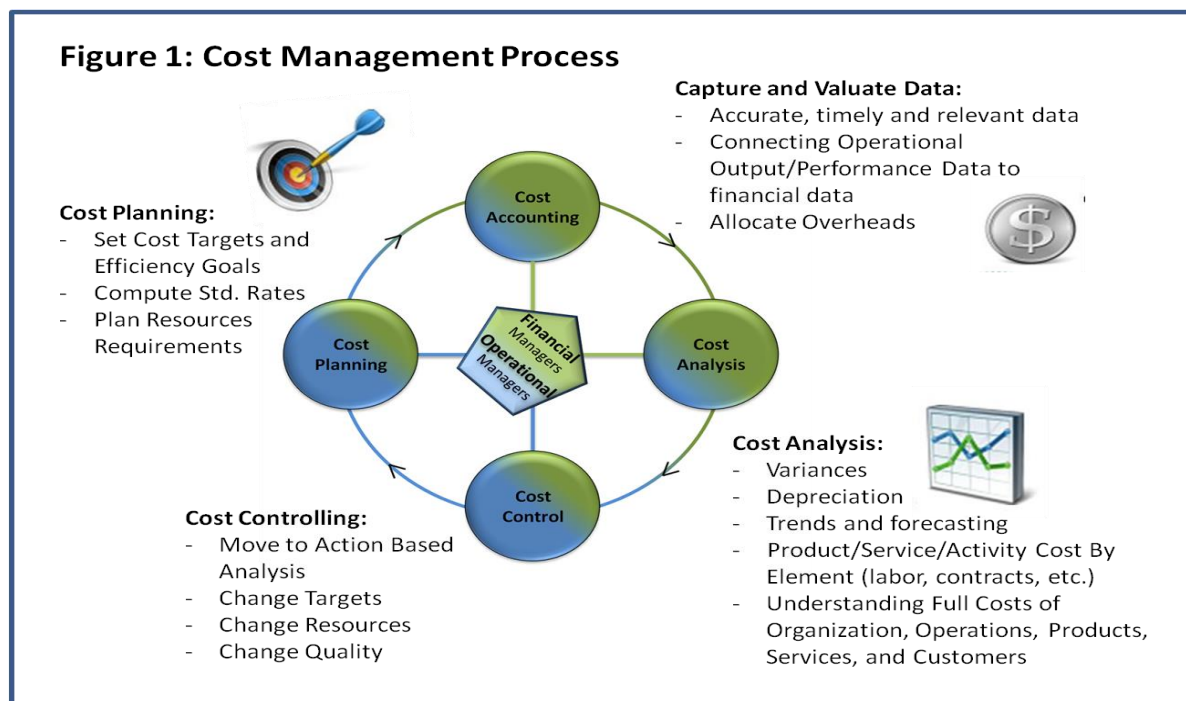 Figure 1: Cost Management Process
Capture and Valuate Data:
- Accurate, timely and relevant data
- Connecting Operational
Output/Performance Data to
financial data
- Allocate Overheads
$
Cost
Accounting
Cost Planning:
- Set Cost Targets and
Efficiency Goals
- Compute Std. Rates
- Plan Resources
Requirements
Cost
Planning
Financial
Managers
Operational
Managers
Cost
Analysis
Cost
Control
Cost Analysis:
- Variances
- Depreciation
- Trends and forecasting
- Product/Service/Activity Cost By
Element (labor, contracts, etc.)
- Understanding Full Costs of
Organization, Operations, Products,
Services, and Customers
Cost Controlling:
- Move to Action Based
Analysis
- Change Targets
- Change Resources
- Change Quality